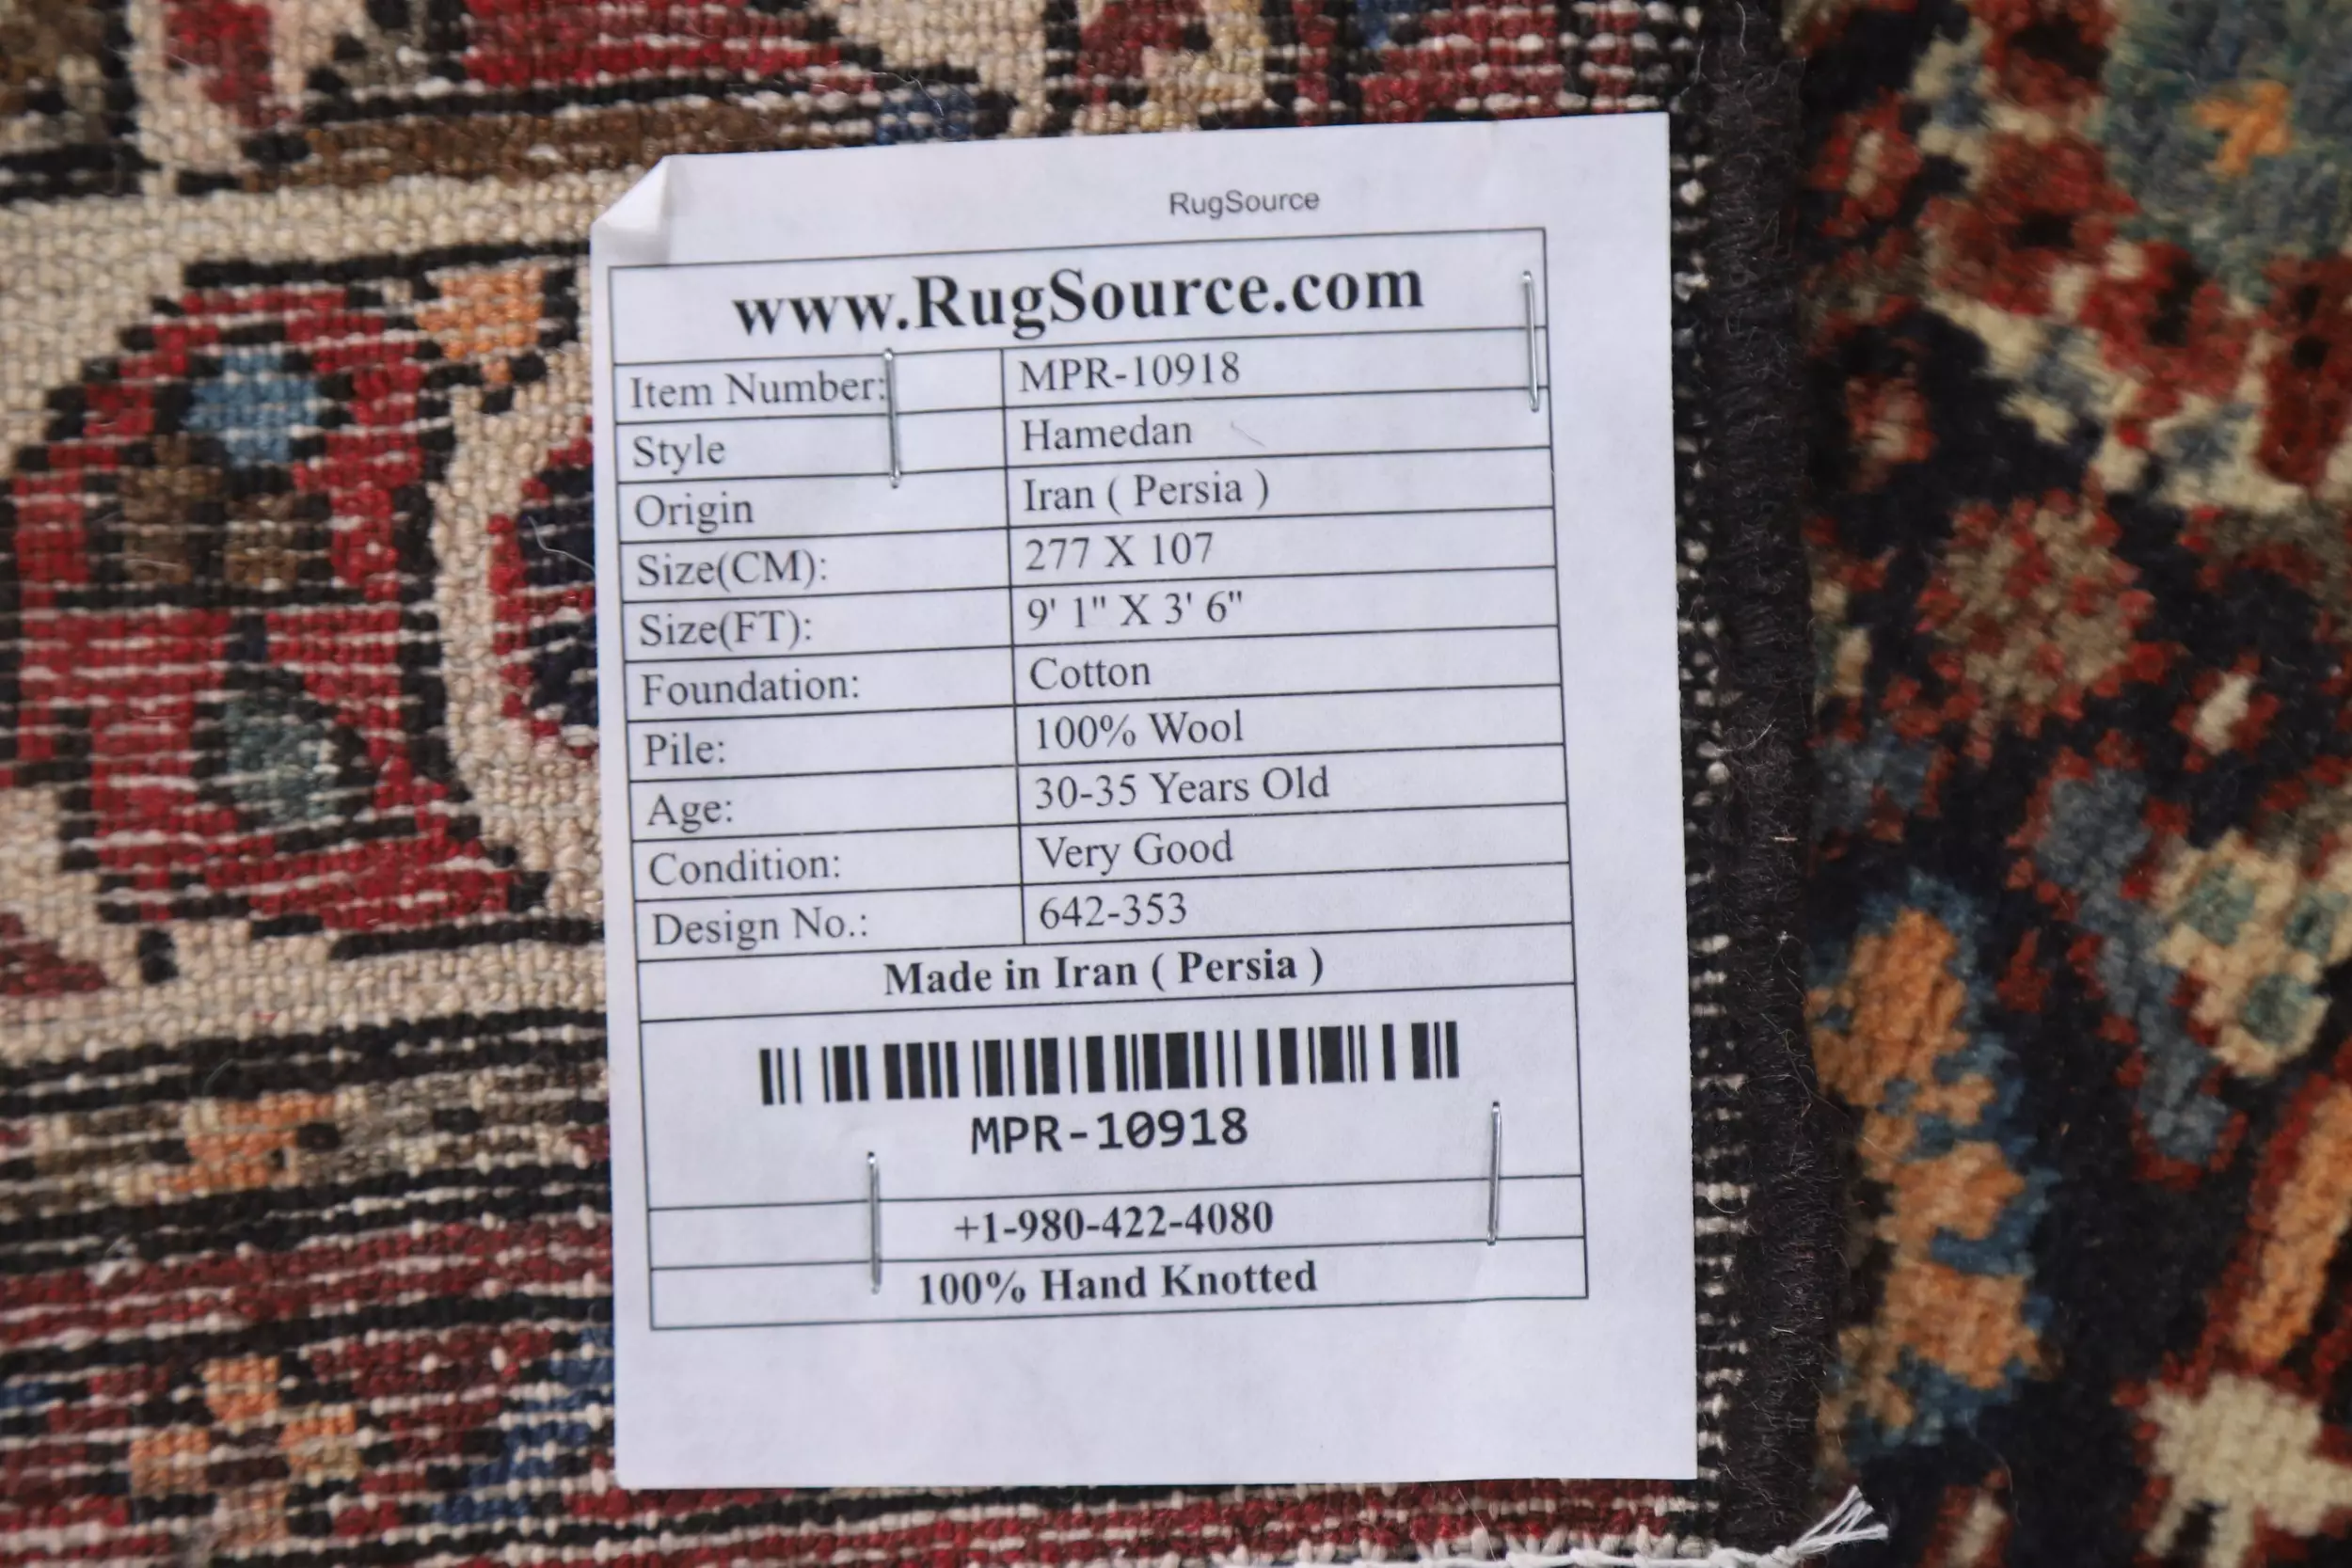 RugSource
www.RugSource.com
Item Number: MPR-10918
Style Hamedan
Origin Iran ( Persia )
Size(CM): 277 X 107
Size(FT): 9' 1" X 3' 6"
Foundation: Cotton
Pile: 100% Wool
Age: 30-35 Years Old
Condition: Very Good
Design No.: 642-353
Made in Iran ( Persia )
MPR-10918
+1-980-422-4080
100% Hand Knotted